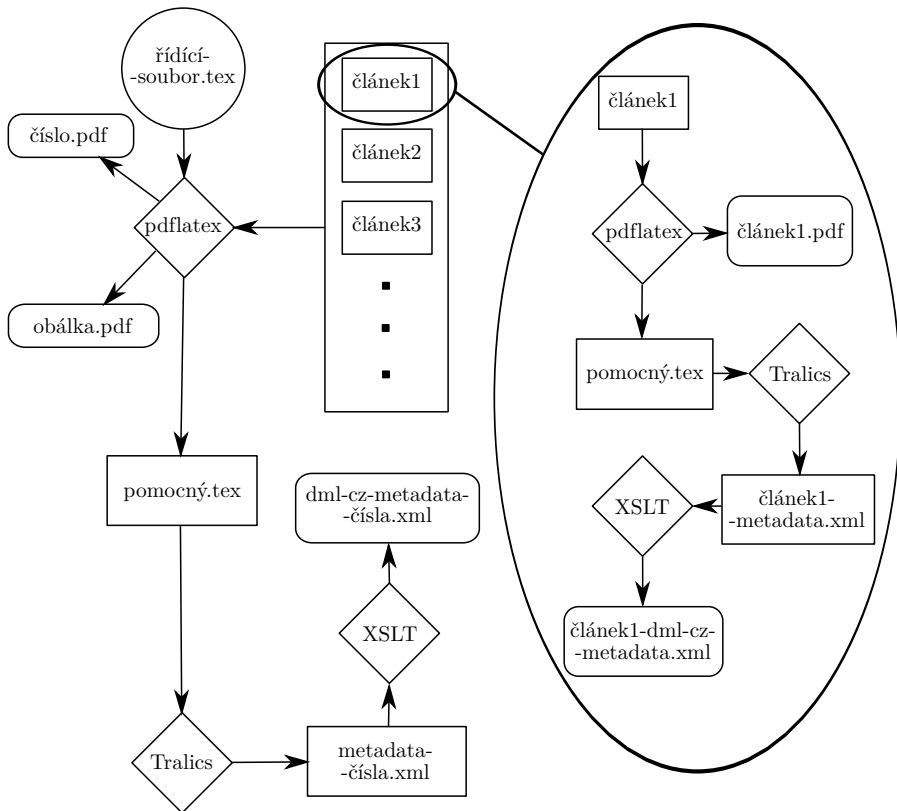 řídící-
-soubor.tex
číslo.pdf
pdflatex
obálka.pdf
článek1
článek2
článek3
pomocný.tex
Tralics
metadata-
-čísla.xml
XSLT
dml-cz-metadata-
-čísla.xml
článek1
pdflatex
článek1.pdf
pomocný.tex
Tralics
článek1-
-metadata.xml
XSLT
článek1-dml-cz-
-metadata.xml